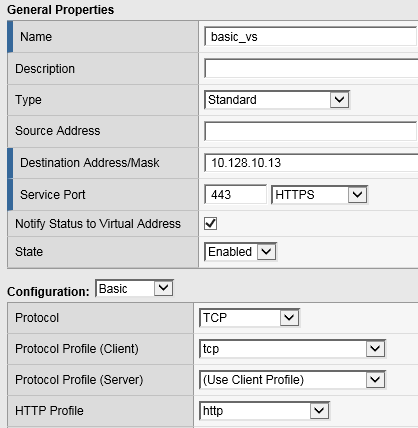 General Properties
Name basic_vs
Description
Type Standard
Source Address
Destination Address/Mask 10.128.10.13
Service Port 443 HTTPS
Notify Status to Virtual Address
State Enabled
Configuration: Basic
Protocol TCP
Protocol Profile (Client) tcp
Protocol Profile (Server) (Use Client Profile)
HTTP Profile http